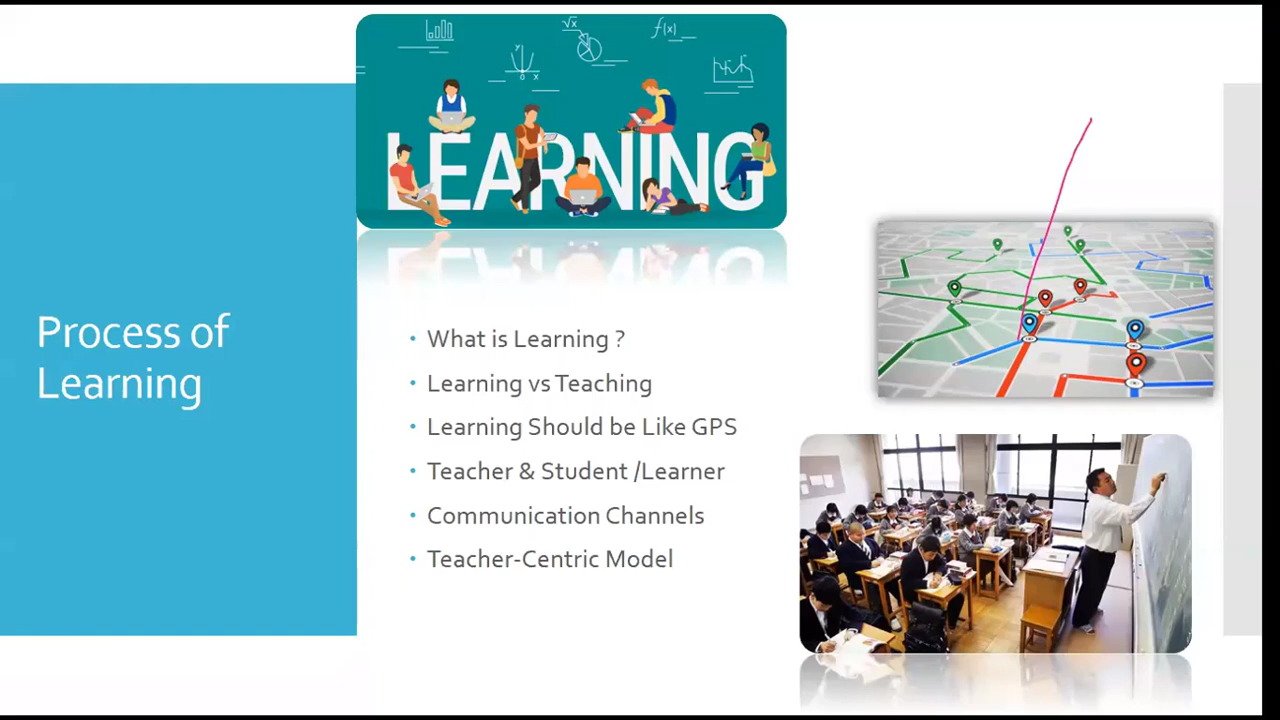 √x
f(x)
y
0 x
LEARNING
Process of
Learning
What is Learning ?
Learning vs Teaching
Learning Should be Like GPS
Teacher & Student /Learner
Communication Channels
Teacher-Centric Model